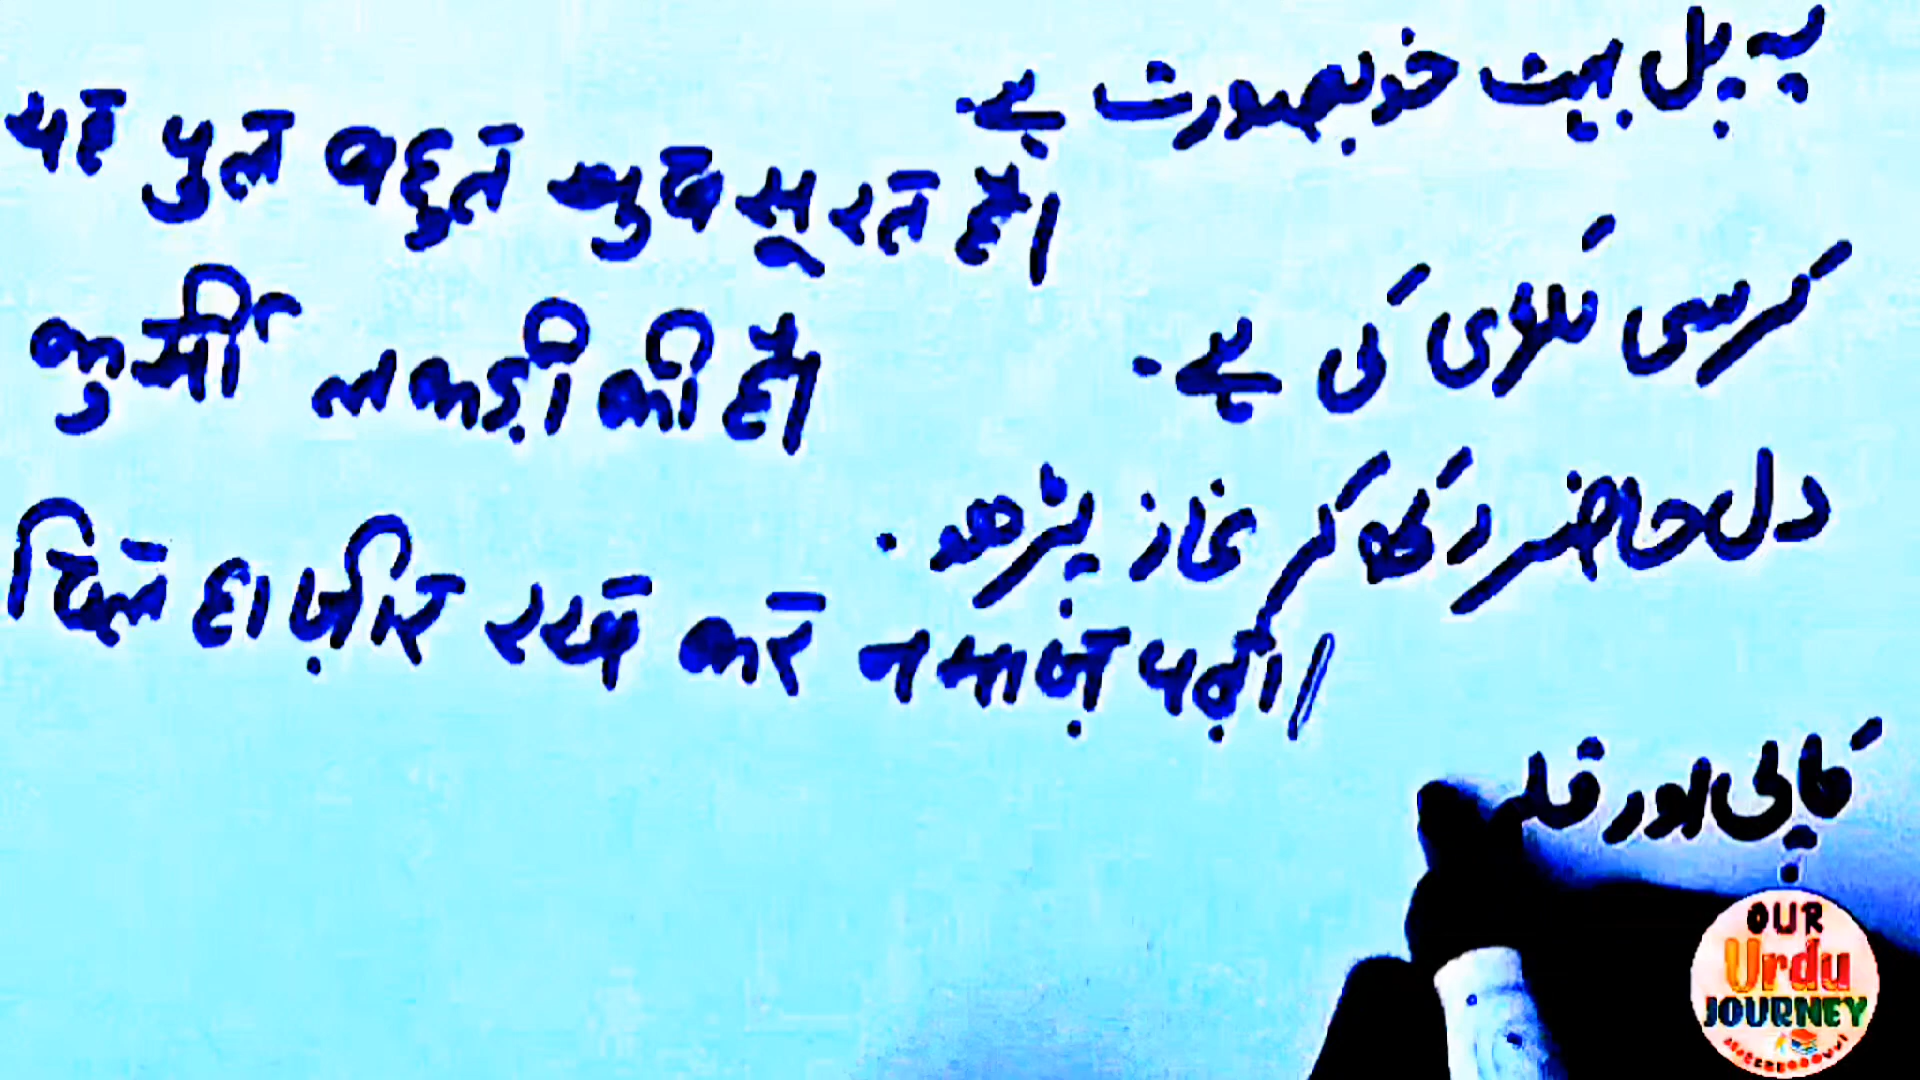 یہ پل بہت خوبصورت ہے۔
यह पुल बहुत खुबसूरत है।
کرسی لکڑی کی ہے۔
कुर्सी लकड़ी की है।
دل حاضر رکھ کر نماز پڑھو۔
दिल हाज़ीर रख कर नमाज़ पढ़ो।
کاپی اور
OUR
Urdu
JOURNEY